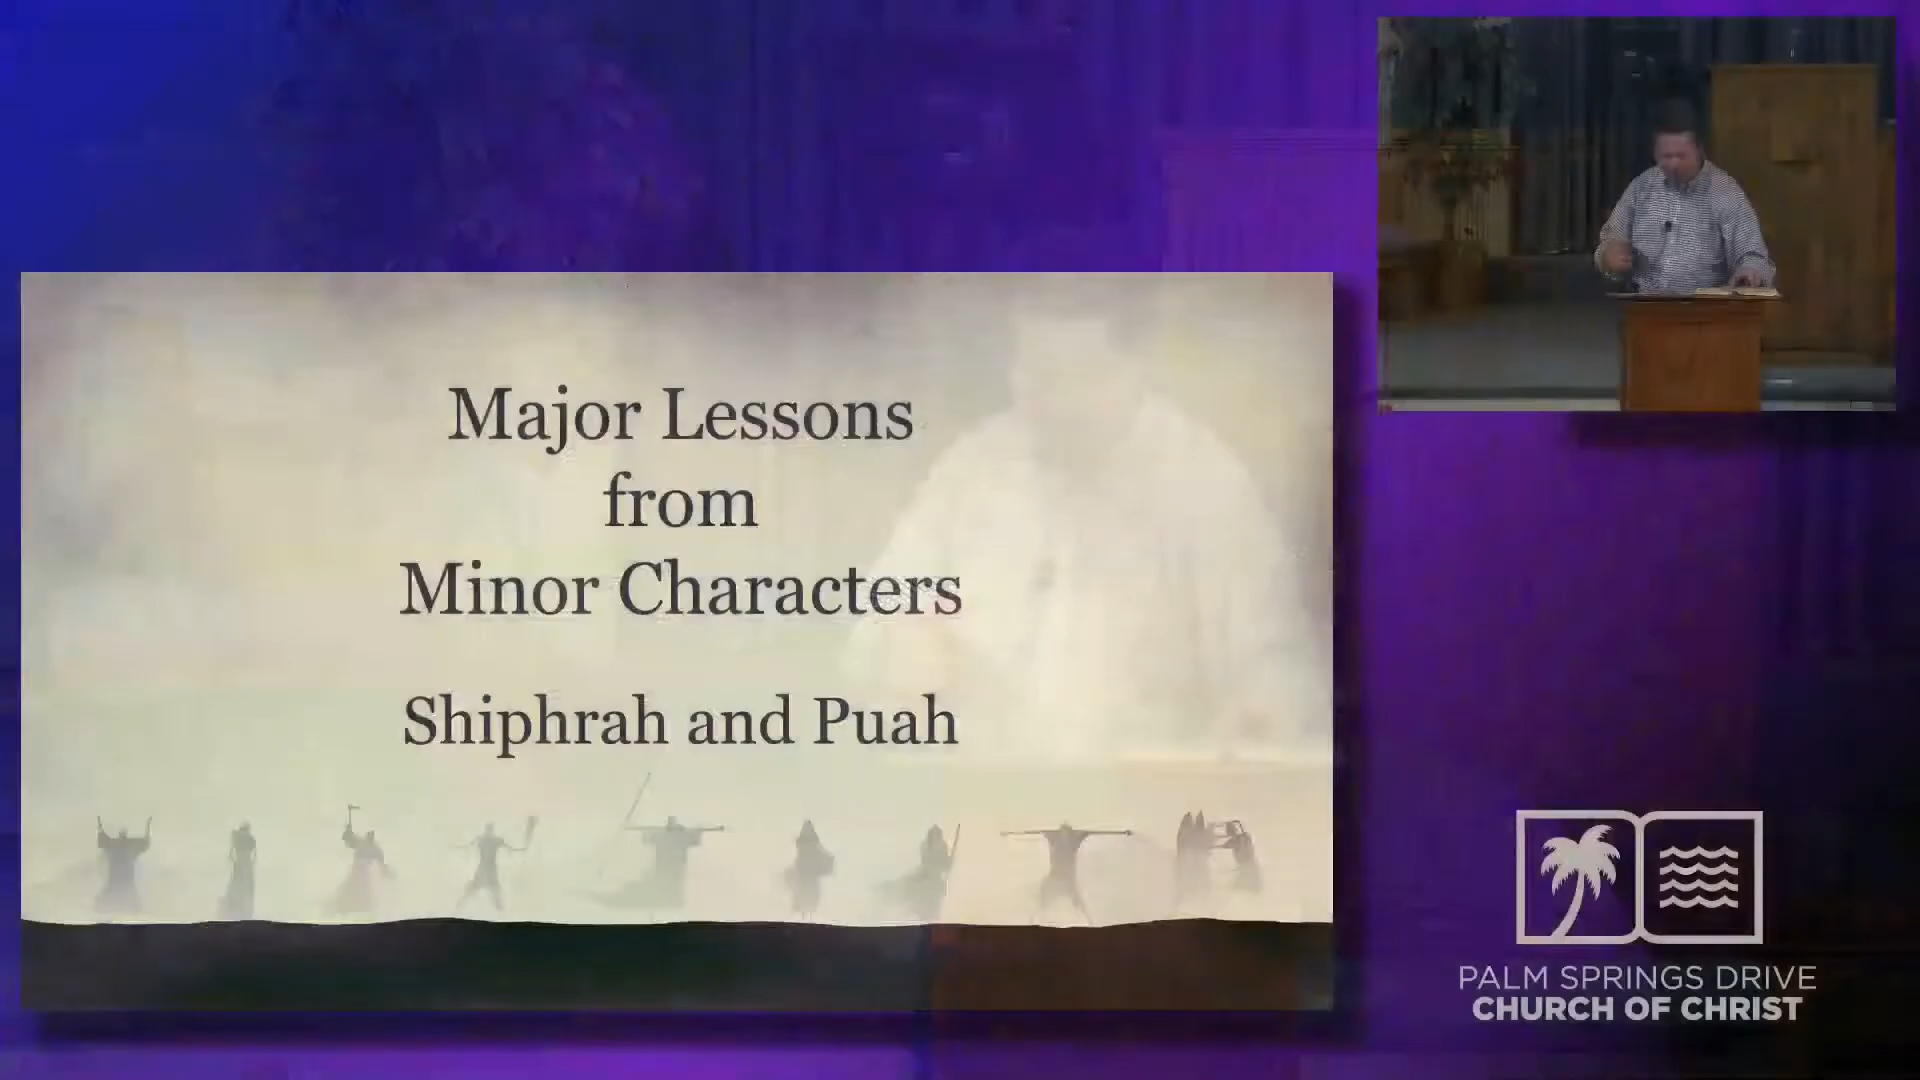 Major Lessons
from
Minor Characters
Shiphrah and Puah
PALM SPRINGS DRIVE
CHURCH OF CHRIST